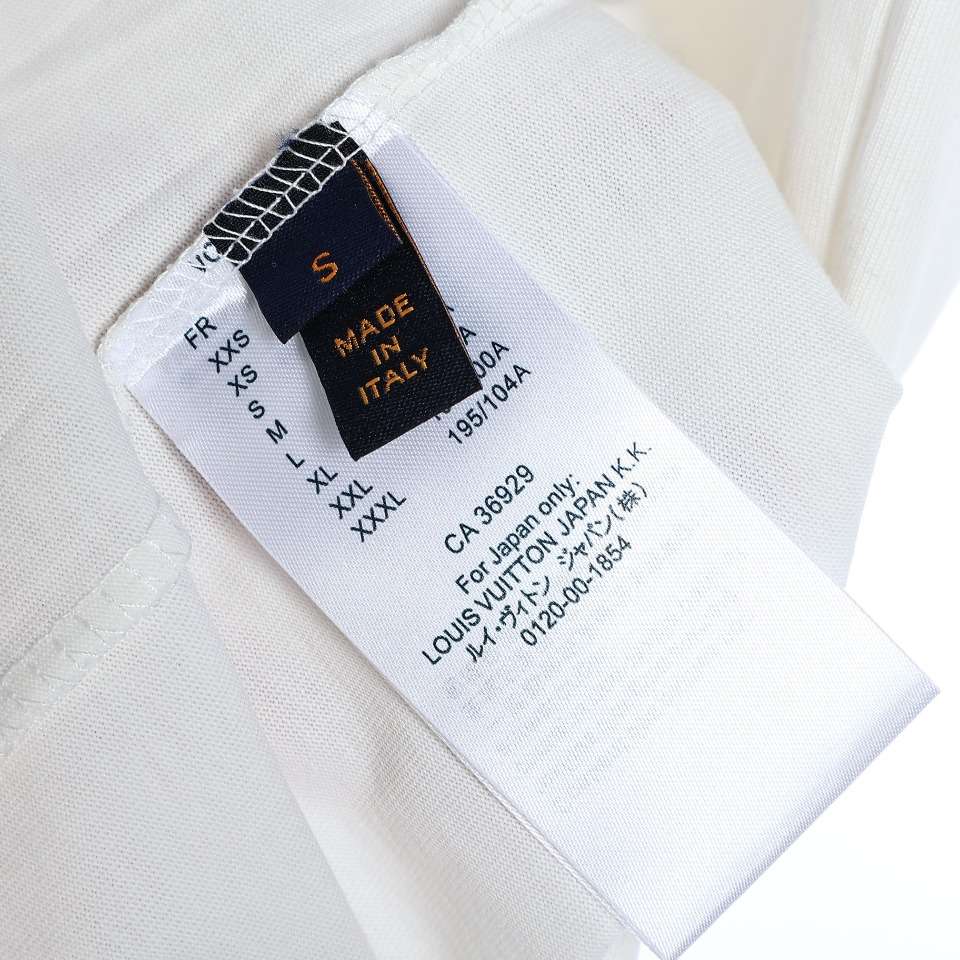 S
MADE
IN
ITALY
FR
XXS
XS
S
M
L
XL
XXL
XXXL
00A
195/104A
CA 36929
For Japan only:
LOUIS VUITTON JAPAN K.K.
ルイ・ヴィトン ジャパン(株)
0120-00-1854